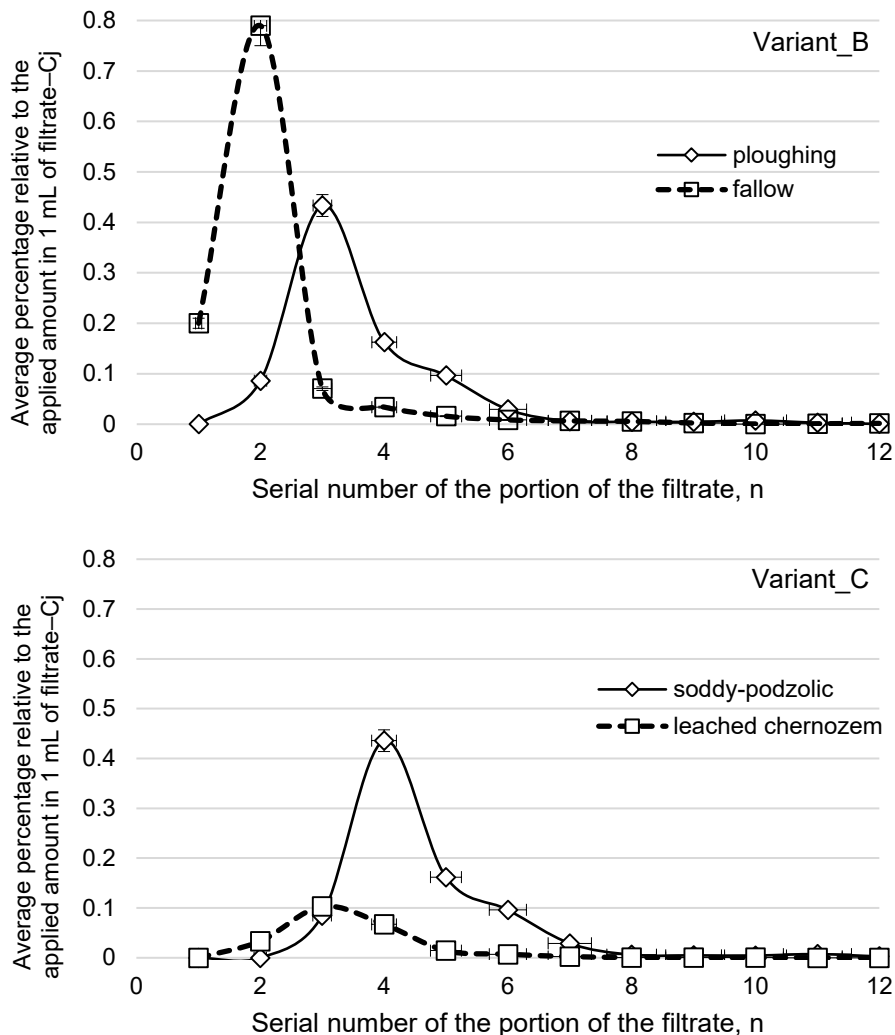 Average percentage relative to the
applied amount in 1 mL of filtrate–Cj
0.8
0.7
0.6
0.5
0.4
0.3
0.2
0.1
0
Variant_B
ploughing
fallow
0 2 4 6 8 10 12
Serial number of the portion of the filtrate, n
Average percentage relative to the
applied amount in 1 mL of filtrate–Cj
0.8
0.7
0.6
0.5
0.4
0.3
0.2
0.1
0
Variant_C
soddy-podzolic
leached chernozem
0 2 4 6 8 10 12
Serial number of the portion of the filtrate, n